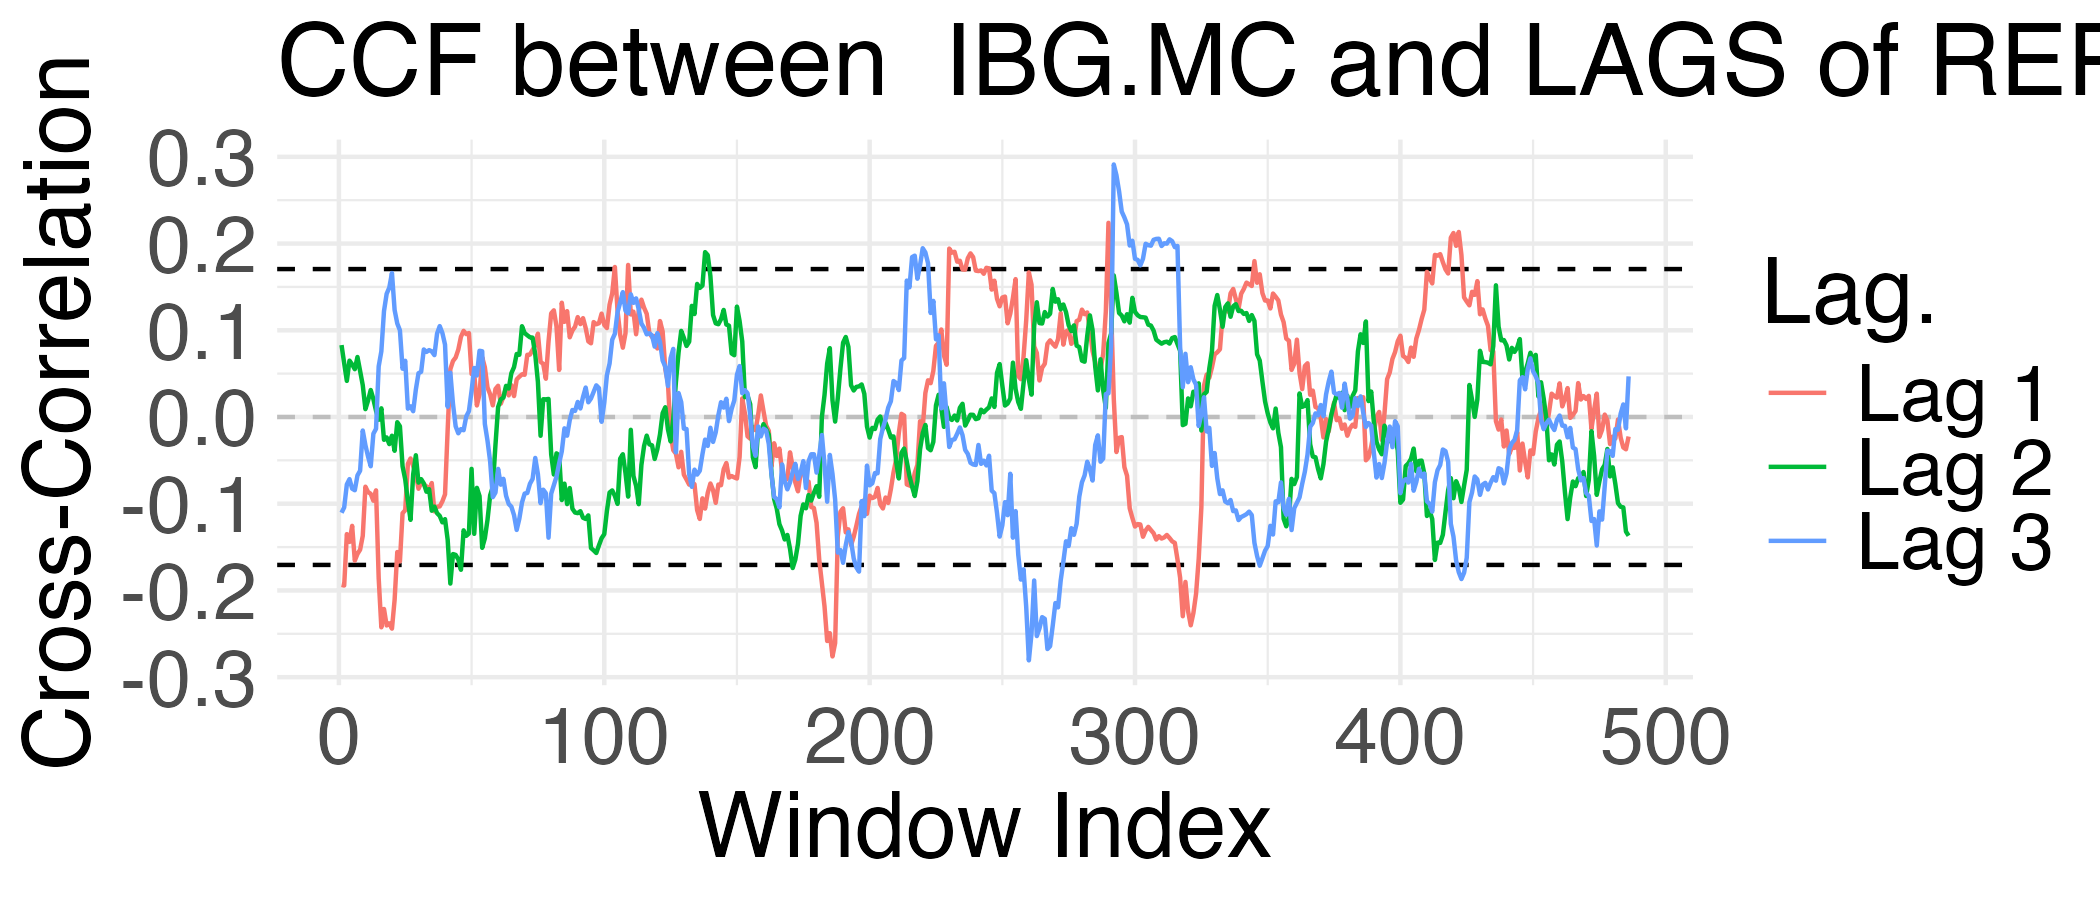 CCF between IBG.MC and LAGS of REP
Cross-Correlation
0.3
0.2
0.1
0.0
-0.1
-0.2
-0.3
0 100 200 300 400 500
Window Index
Lag.
Lag 1
Lag 2
Lag 3